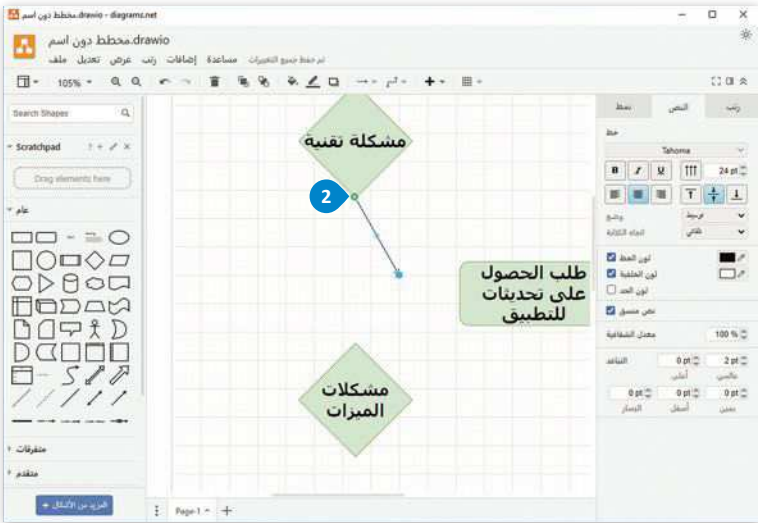 مخطط دون اسم.drawio - diagrams.net
مخطط دون اسم.drawio
ملف تعديل عرض رتب إضافات مساعدة تم حفظ جميع التغييرات
105%
Search Shapes
Scratchpad
? + / ×
Drag elements here
عام
متفرقات
متقدم
+ المزيد من الأشكال
مشكلة تقنية
2
طلب الحصول
على تحديثات
للتطبيق
مشكلات
الميزات
Page-1
نمط النص رتب
خط
Tahoma
B I U 24 pt
وضع توسيط
اتجاه الكتابة تلقائي
لون الخط
لون الخلفية
لون الحد
نص منسق
معدل الشفافية 100 %
التباعد 0 pt 2 pt
أعلى عالمي
0 pt 0 pt 0 pt
اليسار أسفل يمين